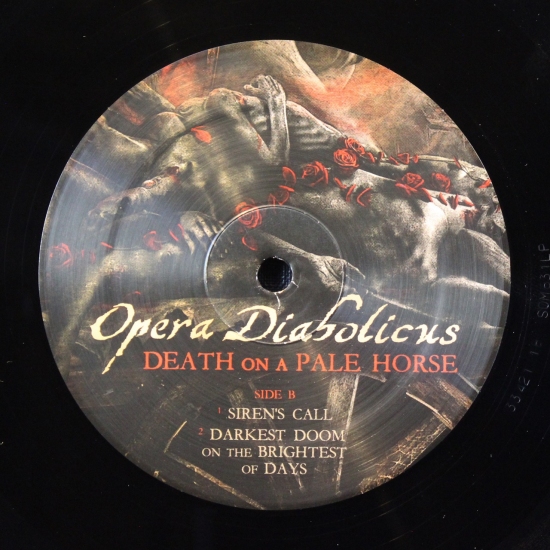 Opera Diabolicus
DEATH ON A PALE HORSE
SIDE B
1 SIREN'S CALL
2 DARKEST DOOM
ON THE BRIGHTEST
OF DAYS